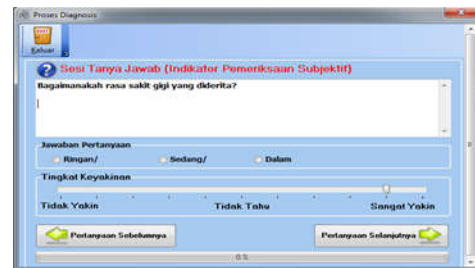 Proses Diagnosis
Keluar
Sesi Tanya Jawab (Indikator Pemeriksaan Subjektif)
Bagaimanakah rasa sakit gigi yang diderita?
Jawaban Pertanyaan
Ringan/ Sedang/ Dalam
Tingkat Keyakinan
Tidak Yakin Tidak Tahu Sangat Yakin
Pertanyaan Sebelumnya Pertanyaan Selanjutnya
0 %